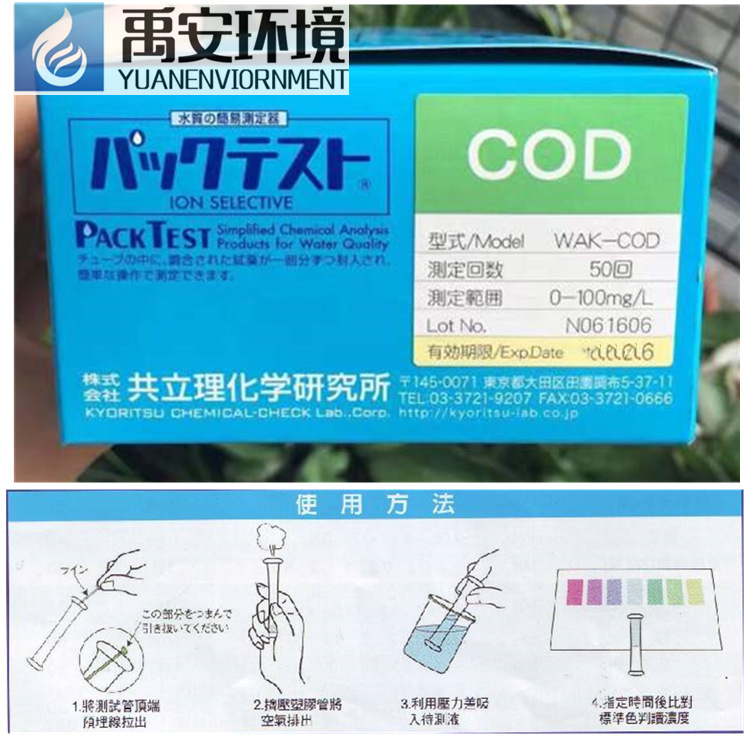 禹安环境
YUANENVIORNMENT
水質の簡易測定器
パックテスト®
ION SELECTIVE
PACKTEST Simplified Chemical Analysis
Products for Water Quality
チューブの中に、調合された試薬が一回分ずつ封入され、
簡単な操作で測定できます。
COD
型式/Model WAK-COD
測定回数 50回
測定範囲 0-100mg/L
Lot No. N061606
有効期限/Exp.Date
株式会社 共立理化学研究所
KYORITSU CHEMICAL-CHECK Lab.,Corp.
〒145-0071 東京都大田区田園調布5-37-11
TEL:03-3721-9207 FAX:03-3721-0666
http://kyoritsu-lab.co.jp
使用方法
ライン
この部分をつまんで
引き抜いてください
1.將測試管頂端
預埋線拉出
2.擠壓塑膠管將
空氣排出
3.利用壓力差吸
入待測液
4.指定時間後比對
標準色判讀濃度